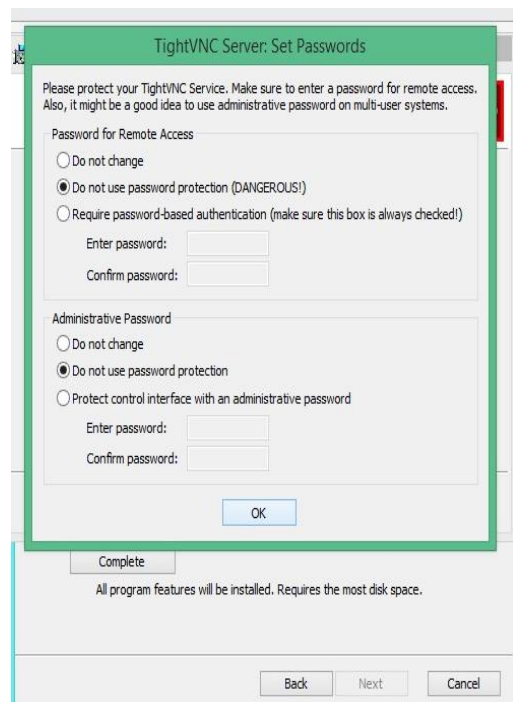 TightVNC Server: Set Passwords
Please protect your TightVNC Service. Make sure to enter a password for remote access.
Also, it might be a good idea to use administrative password on multi-user systems.
Password for Remote Access
Do not change
Do not use password protection (DANGEROUS!)
Require password-based authentication (make sure this box is always checked!)
Enter password:
Confirm password:
Administrative Password
Do not change
Do not use password protection
Protect control interface with an administrative password
Enter password:
Confirm password:
OK
Complete
All program features will be installed. Requires the most disk space.
Back Next Cancel